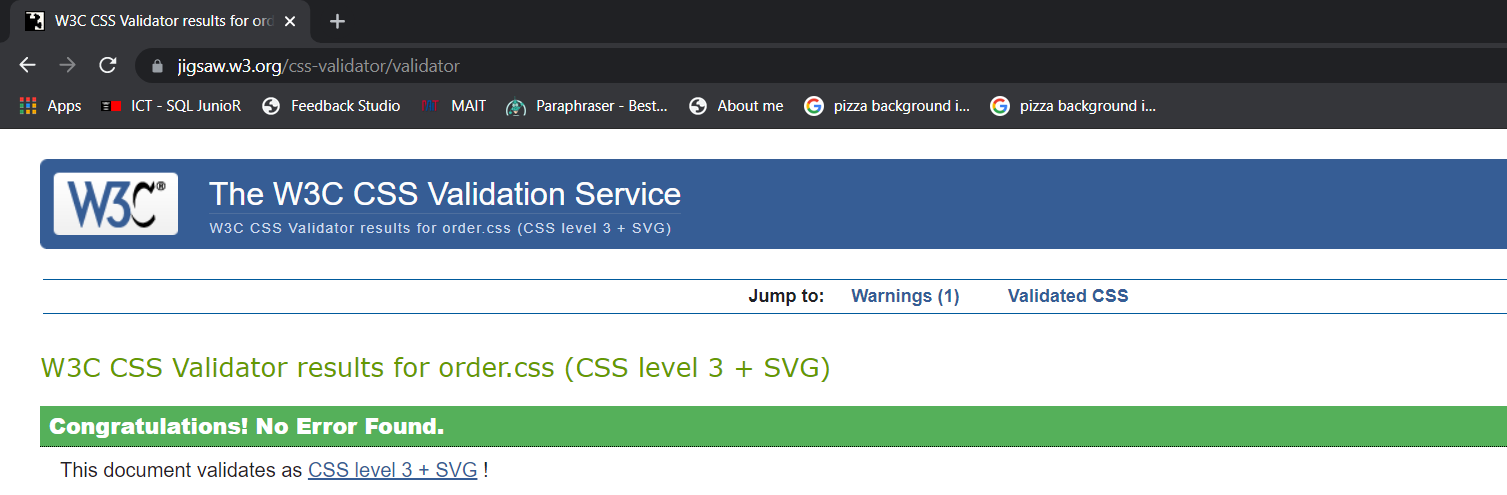 W3C CSS Validator results for ord
jigsaw.w3.org/css-validator/validator
Apps ICT - SQL JunioR Feedback Studio MAIT Paraphraser - Best... About me pizza background i... pizza background i...
W3C® The W3C CSS Validation Service
W3C CSS Validator results for order.css (CSS level 3 + SVG)
Jump to: Warnings (1) Validated CSS
W3C CSS Validator results for order.css (CSS level 3 + SVG)
Congratulations! No Error Found.
This document validates as CSS level 3 + SVG !